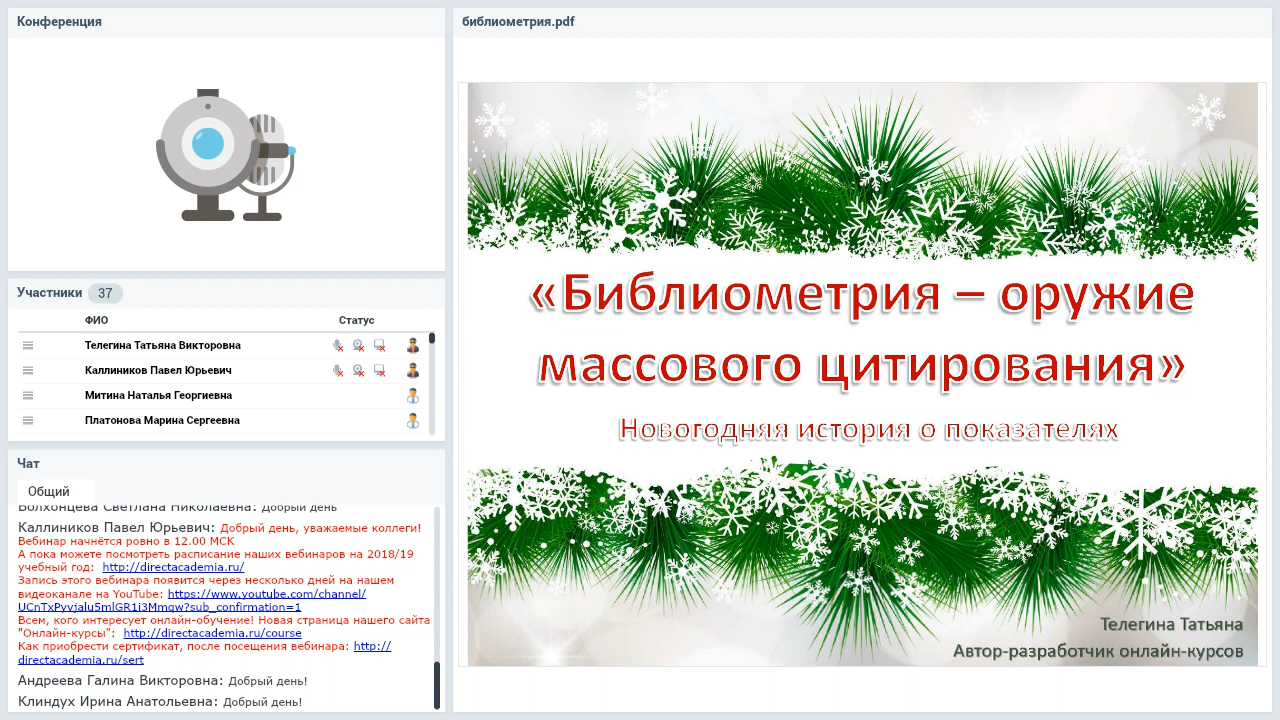 Конференция
Участники 37
ФИО Статус
Телегина Татьяна Викторовна
Каллиников Павел Юрьевич
Митина Наталья Георгиевна
Платонова Марина Сергеевна
Чат
Общий
Волхонцева Светлана Николаевна: Добрый день
Каллиников Павел Юрьевич: Добрый день, уважаемые коллеги!
Вебинар начнётся ровно в 12.00 МСК
А пока можете посмотреть расписание наших вебинаров на 2018/19
учебный год: http://directacademia.ru/
Запись этого вебинара появится через несколько дней на нашем
видеоканале на YouTube: https://www.youtube.com/channel/
UCnTxPyvjalu5mlGR1i3Mmqw?sub_confirmation=1
Всем, кого интересует онлайн-обучение! Новая страница нашего сайта
"Онлайн-курсы": http://directacademia.ru/course
Как приобрести сертификат, после посещения вебинара: http://
directacademia.ru/sert
Андреева Галина Викторовна: Добрый день!
Клиндух Ирина Анатольевна: Добрый день!
библиометрия.pdf
«Библиометрия – оружие
массового цитирования»
Новогодняя история о показателях
Телегина Татьяна
Автор-разработчик онлайн-курсов